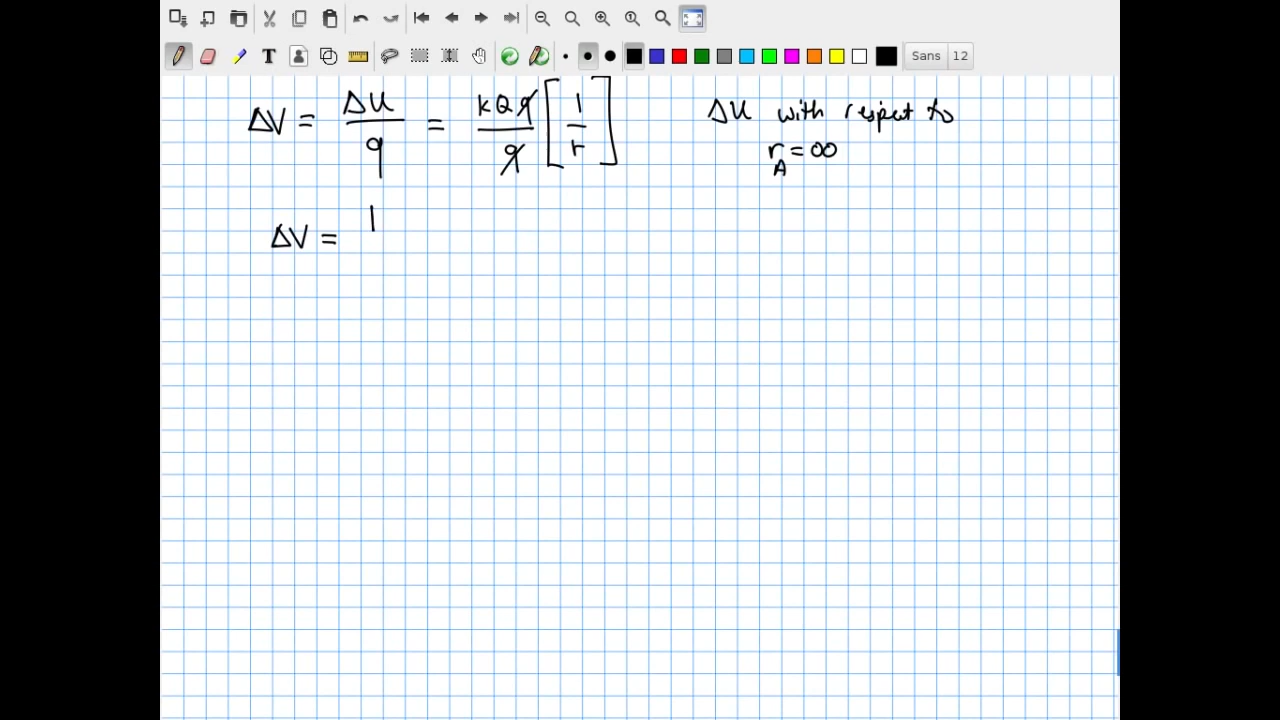 Sans 12
ΔV = ΔU / q = kQq / q [1 / r]
ΔU with respect to
r_A = ∞
ΔV = 1